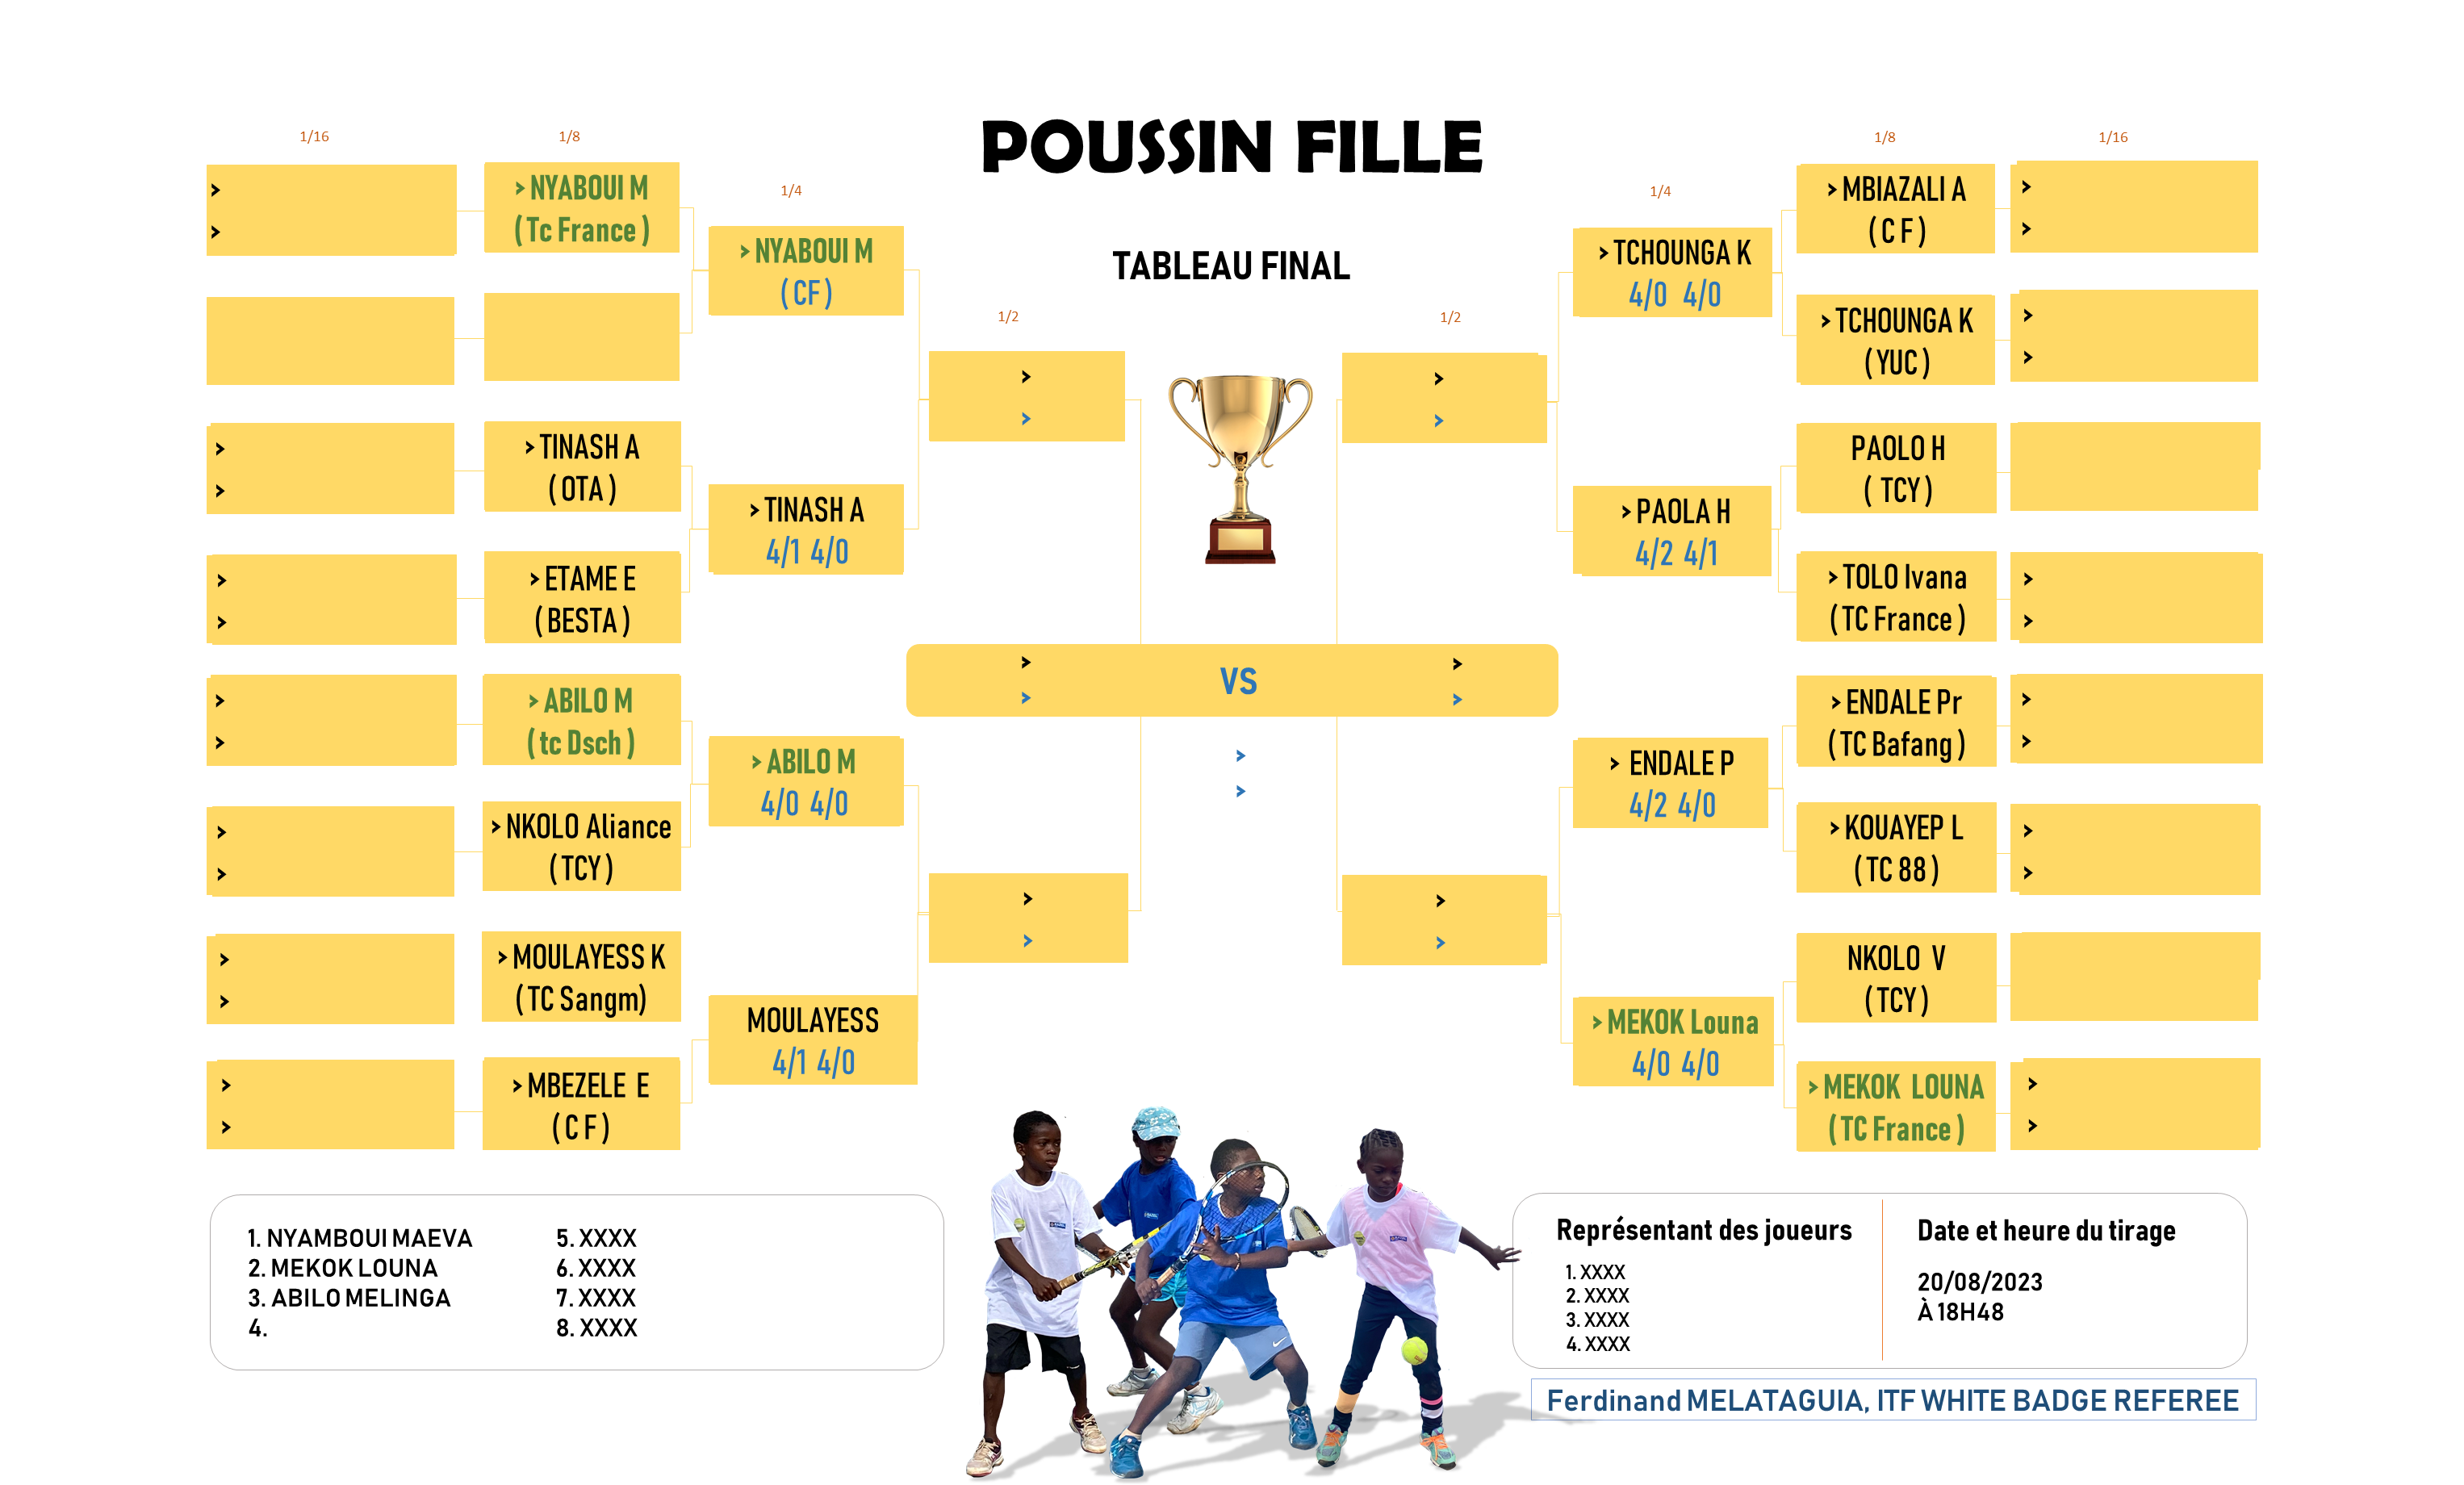 POUSSIN FILLE
TABLEAU FINAL
1/16
1/8
1/4
1/2
1/2
1/4
1/8
1/16
>
>
>
>
>
>
>
>
>
>
>
>
>
>
> NYABOUI M
( Tc France )
> TINASH A
( OTA )
> ETAME E
( BESTA )
> ABILO M
( tc Dsch )
> NKOLO Aliance
( TCY )
> MOULAYESS K
( TC Sangm)
> MBEZELE E
( C F )
> NYABOUI M
( CF )
> TINASH A
4/1 4/0
> ABILO M
4/0 4/0
MOULAYESS
4/1 4/0
>
>
>
>
> VS >
> >
>
>
>
>
>
>
> TCHOUNGA K
4/0 4/0
> PAOLA H
4/2 4/1
> ENDALE P
4/2 4/0
> MEKOK Louna
4/0 4/0
> MBIAZALI A
( C F )
> TCHOUNGA K
( YUC )
PAOLO H
( TCY )
> TOLO Ivana
( TC France )
> ENDALE Pr
( TC Bafang )
> KOUAYEP L
( TC 88 )
NKOLO V
( TCY )
> MEKOK LOUNA
( TC France )
>
>
>
>
>
>
>
>
>
>
>
>
1. NYAMBOUI MAEVA
2. MEKOK LOUNA
3. ABILO MELINGA
4.
5. XXXX
6. XXXX
7. XXXX
8. XXXX
Représentant des joueurs
1. XXXX
2. XXXX
3. XXXX
4. XXXX
Date et heure du tirage
20/08/2023
À 18H48
Ferdinand MELATAGUIA, ITF WHITE BADGE REFEREE